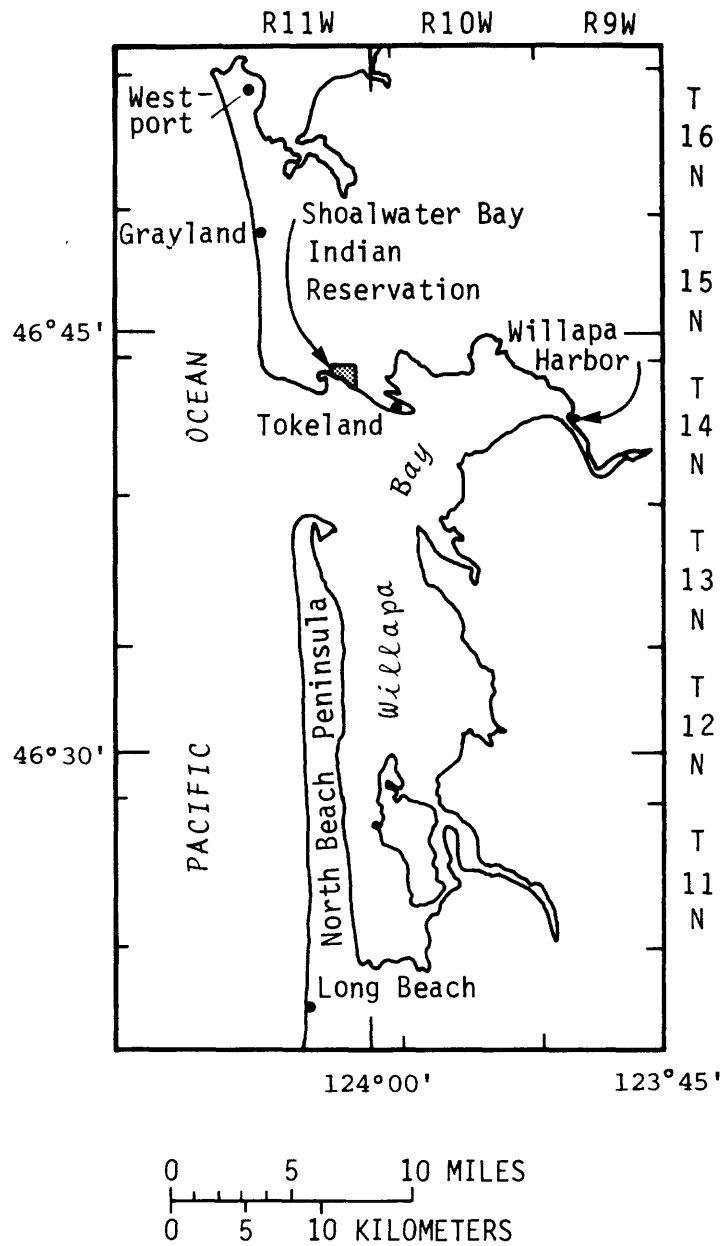 R11W R10W R9W
West-
port
T
16
N
Grayland
Shoalwater Bay
Indian
Reservation
T
15
N
46°45'
Willapa
Harbor
OCEAN
Tokeland
T
14
N
Bay
T
13
N
North Beach Peninsula
Willapa
T
12
N
46°30'
PACIFIC
T
11
N
Long Beach
124°00' 123°45'
0 5 10 MILES
0 5 10 KILOMETERS